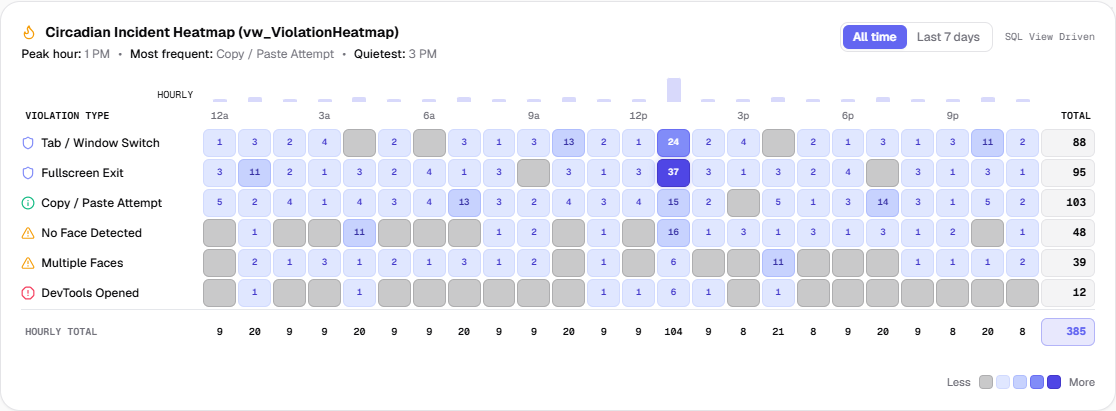 Circadian Incident Heatmap (vw_ViolationHeatmap)
All time Last 7 days SQL View Driven
Peak hour: 1 PM • Most frequent: Copy / Paste Attempt • Quietest: 3 PM
HOURLY
VIOLATION TYPE 12a 3a 6a 9a 12p 3p 6p 9p TOTAL
Tab / Window Switch 1 3 2 4 2 3 1 3 13 2 1 24 2 4 2 1 3 1 3 11 2 88
Fullscreen Exit 3 11 2 1 3 2 4 1 3 3 1 3 37 3 1 3 2 4 3 1 3 1 95
Copy / Paste Attempt 5 2 4 1 4 3 4 13 3 2 4 3 4 15 2 5 1 3 14 3 1 5 2 103
No Face Detected 1 11 1 2 1 16 1 3 1 3 1 3 1 2 1 48
Multiple Faces 2 1 3 1 2 1 3 1 2 1 6 11 1 1 1 2 39
DevTools Opened 1 1 1 1 6 1 1 12
HOURLY TOTAL 9 20 9 9 20 9 9 20 9 9 20 9 9 104 9 8 21 8 9 20 9 8 20 8 385
Less More